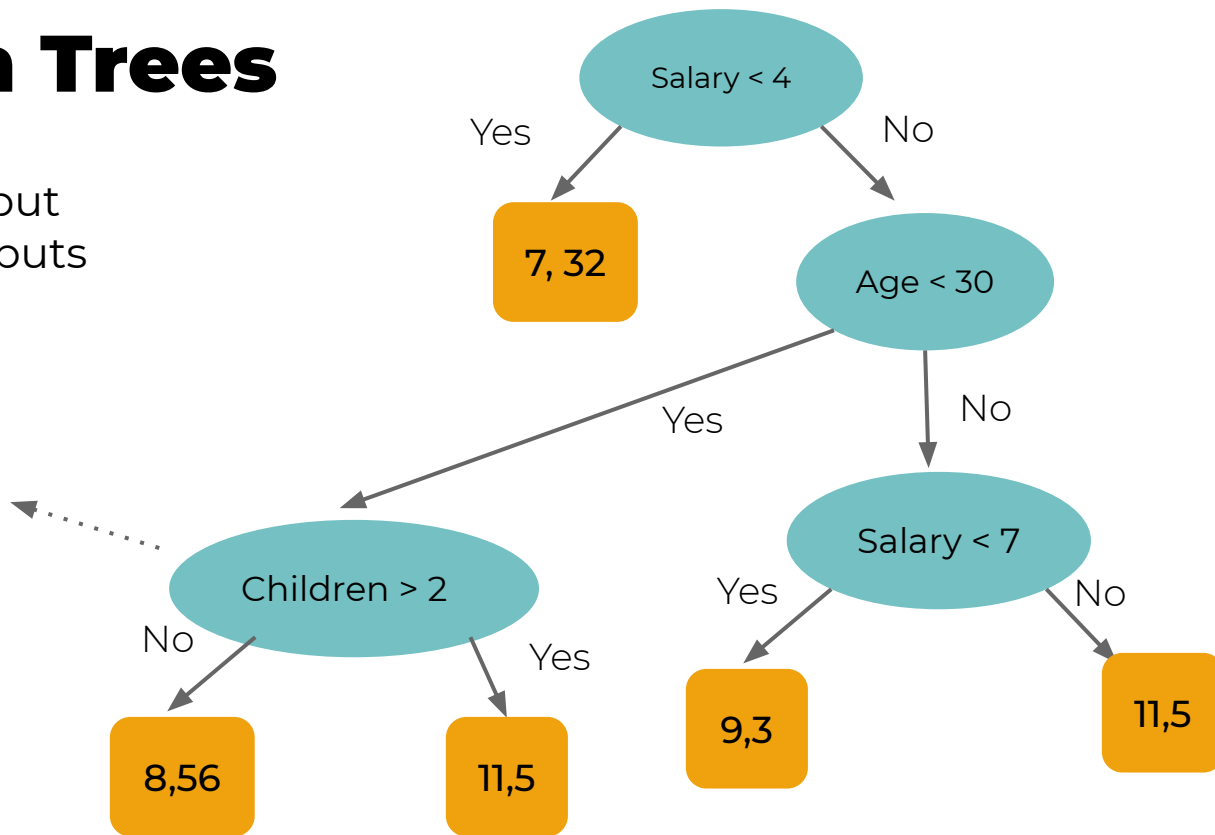 n Trees
Salary < 4
Yes
No
out
outs
7, 32
Age < 30
Yes
No
Children > 2
Salary < 7
No
Yes
Yes
No
8,56
11,5
9,3
11,5